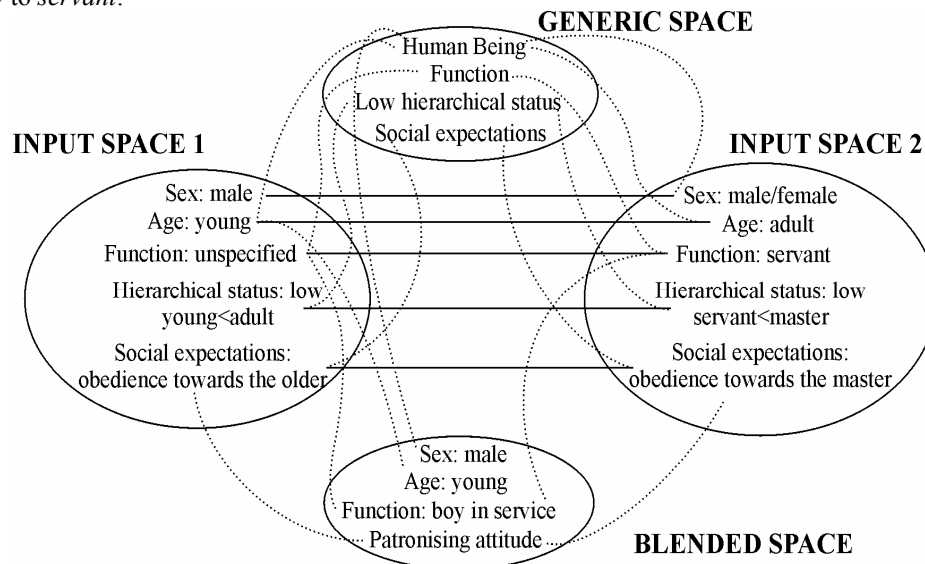 to servant.
GENERIC SPACE
Human Being
Function
Low hierarchical status
Social expectations
INPUT SPACE 1
Sex: male
Age: young
Function: unspecified
Hierarchical status: low
young<adult
Social expectations:
obedience towards the older
INPUT SPACE 2
Sex: male/female
Age: adult
Function: servant
Hierarchical status: low
servant<master
Social expectations:
obedience towards the master
Sex: male
Age: young
Function: boy in service
Patronising attitude
BLENDED SPACE